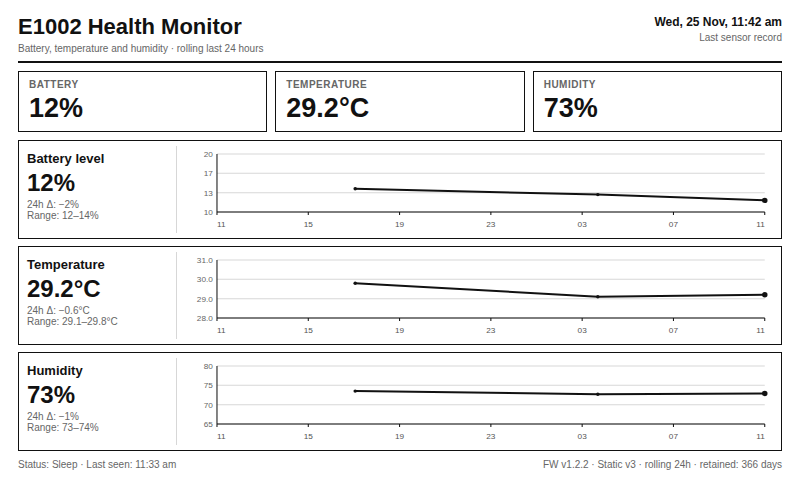 E1002 Health Monitor
Wed, 25 Nov, 11:42 am
Battery, temperature and humidity · rolling last 24 hours
Last sensor record
BATTERY
12%
TEMPERATURE
29.2°C
HUMIDITY
73%
Battery level
12%
24h Δ: −2%
Range: 12–14%
20
17
13
10
11 15 19 23 03 07 11
Temperature
29.2°C
24h Δ: −0.6°C
Range: 29.1–29.8°C
31.0
30.0
29.0
28.0
11 15 19 23 03 07 11
Humidity
73%
24h Δ: −1%
Range: 73–74%
80
75
70
65
11 15 19 23 03 07 11
Status: Sleep · Last seen: 11:33 am
FW v1.2.2 · Static v3 · rolling 24h · retained: 366 days